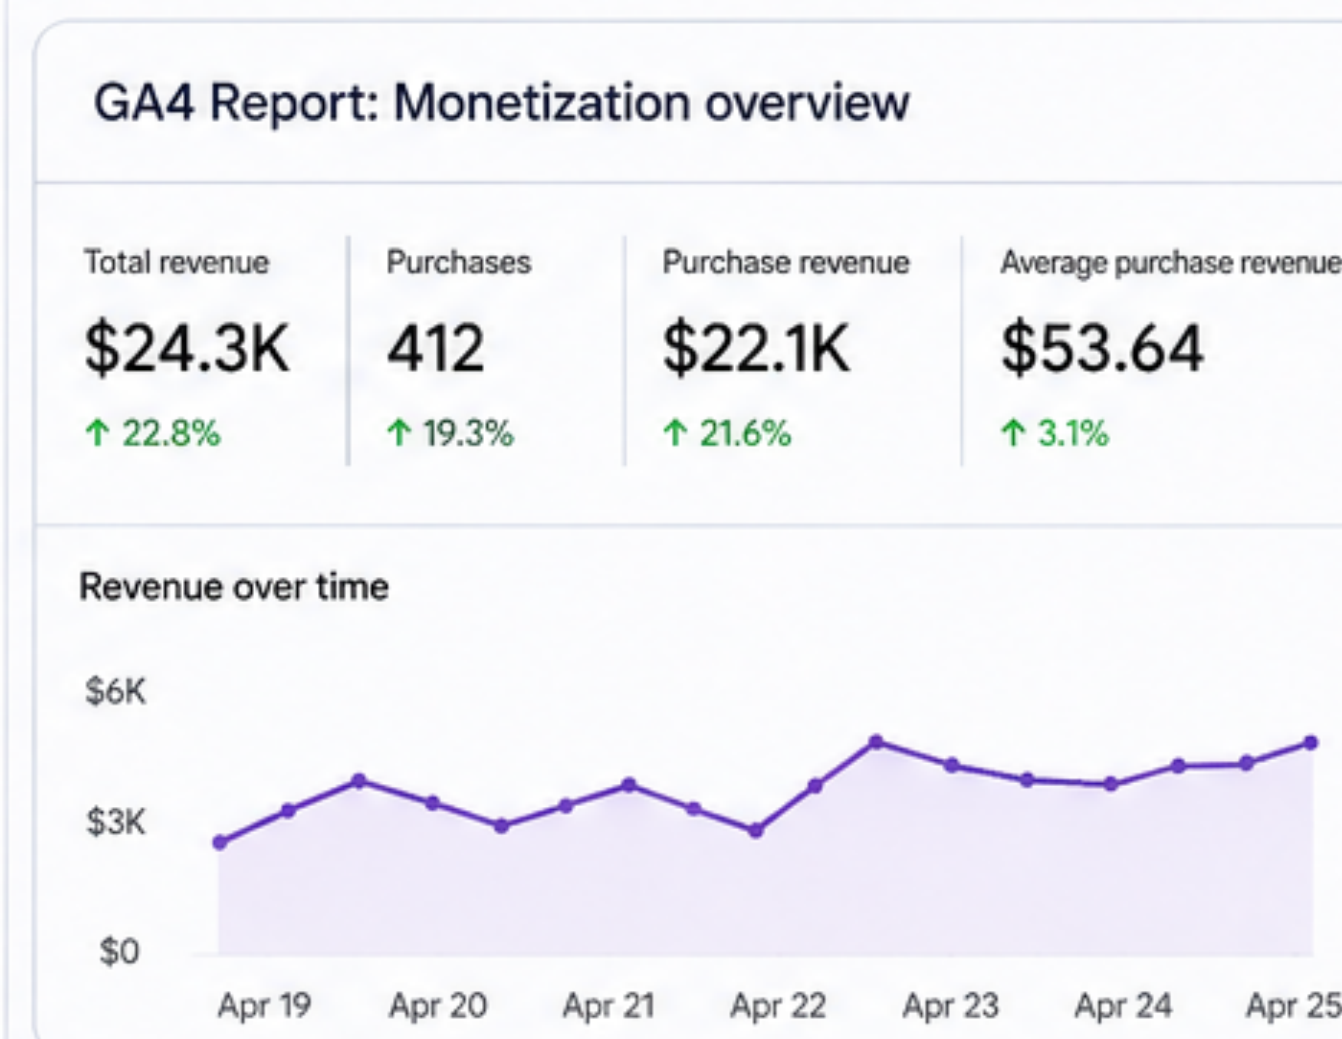 GA4 Report: Monetization overview
Total revenue
$24.3K
↑ 22.8%
Purchases
412
↑ 19.3%
Purchase revenue
$22.1K
↑ 21.6%
Average purchase revenue
$53.64
↑ 3.1%
Revenue over time
$6K
$3K
$0
Apr 19 Apr 20 Apr 21 Apr 22 Apr 23 Apr 24 Apr 25